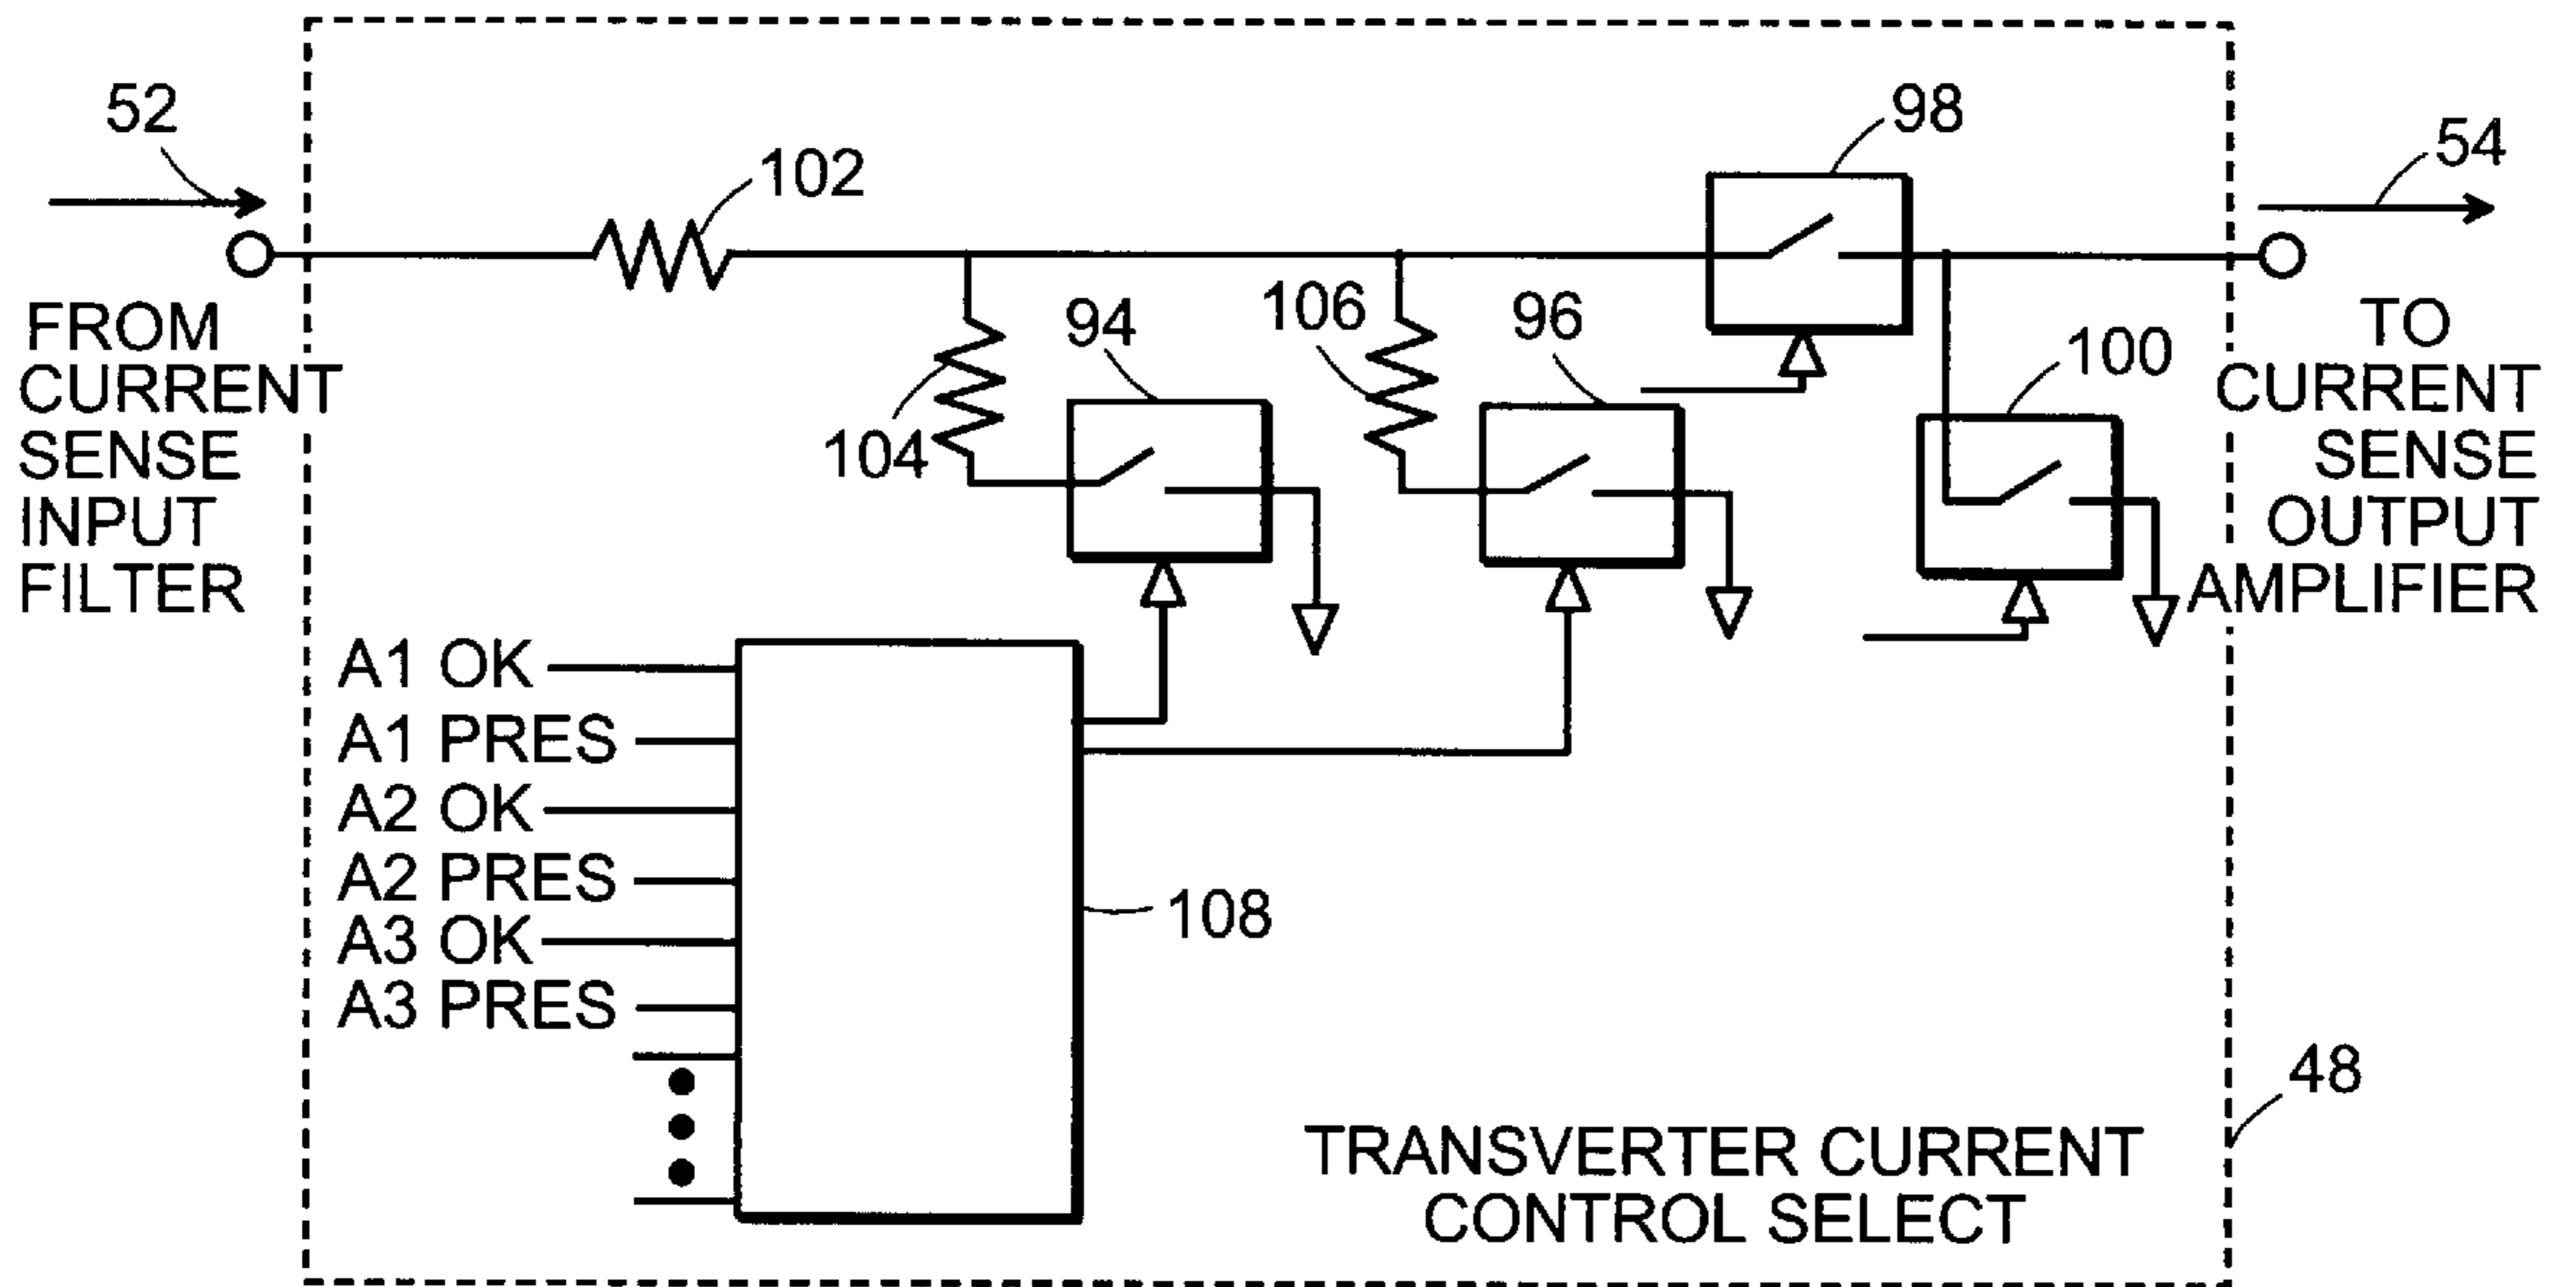 52
102
98
54
FROM
CURRENT
SENSE
INPUT
FILTER
104
94
106
96
100
TO
CURRENT
SENSE
OUTPUT
AMPLIFIER
A1 OK
A1 PRES
A2 OK
A2 PRES
A3 OK
A3 PRES
108
48
TRANSVERTER CURRENT
CONTROL SELECT